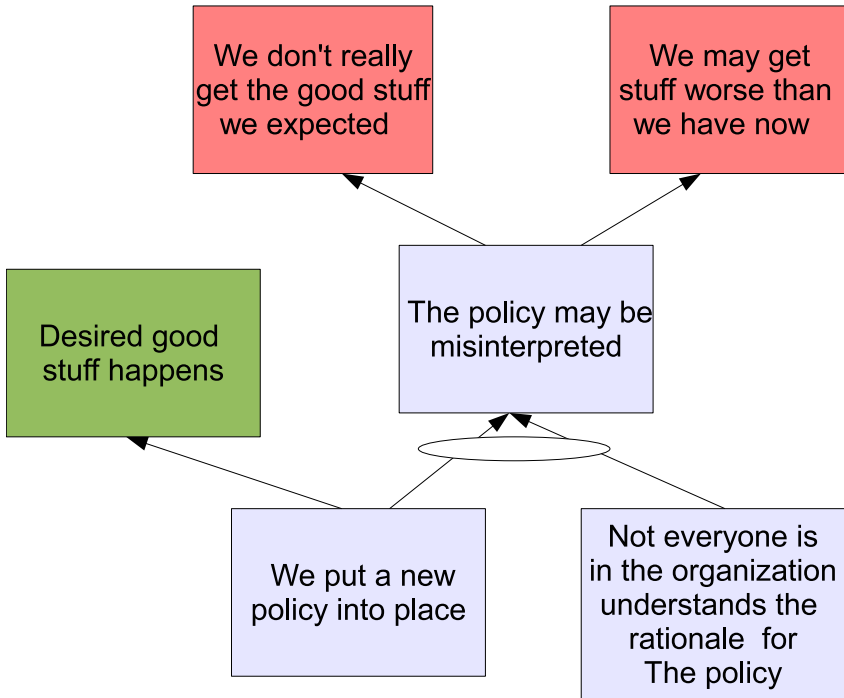 We don't really
get the good stuff
we expected
We may get
stuff worse than
we have now
Desired good
stuff happens
The policy may be
misinterpreted
We put a new
policy into place
Not everyone is
in the organization
understands the
rationale  for
The policy